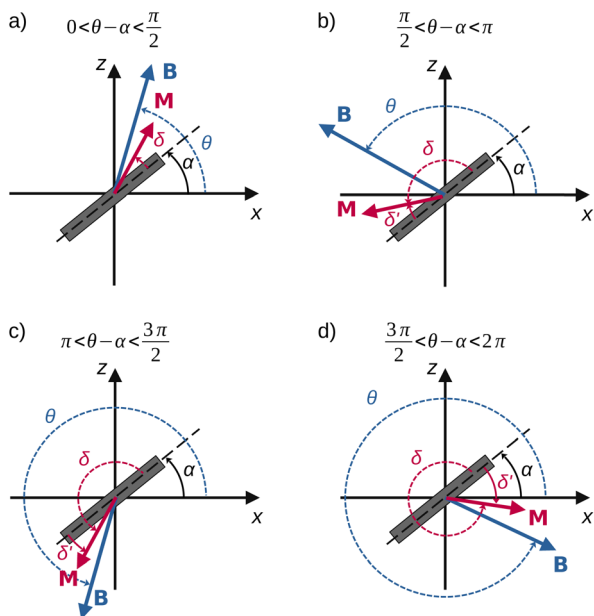 a) 0<θ−α<π/2
z
B
M
δ
θ
α
x
b) π/2<θ−α<π
z
B
θ
δ
α
M
δ'
x
c) π<θ−α<3π/2
z
θ
δ
α
x
δ'
M
B
d) 3π/2<θ−α<2π
z
θ
δ
δ'
α
x
M
B